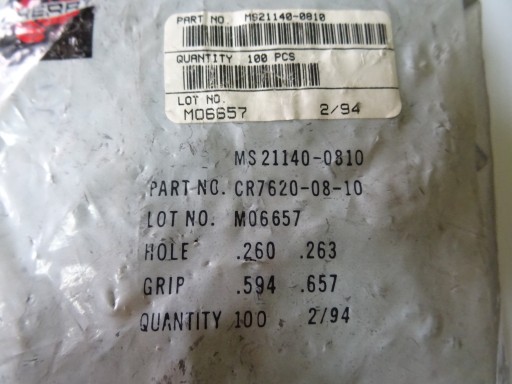 PART NO. MS21140-0810
QUANTITY 100 PCS
LOT NO.
M06657 2/94
MS21140-0810
PART NO. CR7620-08-10
LOT NO. M06657
HOLE .260 .263
GRIP .594 .657
QUANTITY 100 2/94